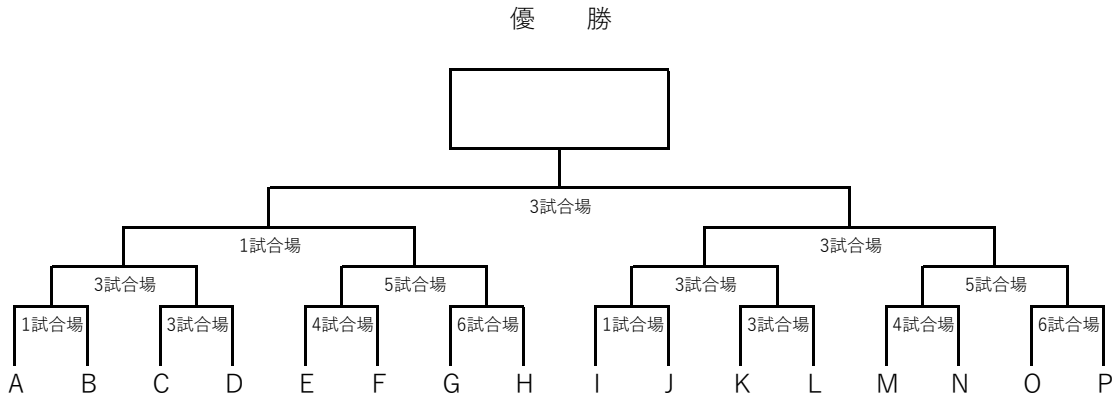 優 勝
3試合場
1試合場 3試合場
3試合場 5試合場 3試合場 5試合場
1試合場 3試合場 4試合場 6試合場 1試合場 3試合場 4試合場 6試合場
A B C D E F G H I J K L M N O P